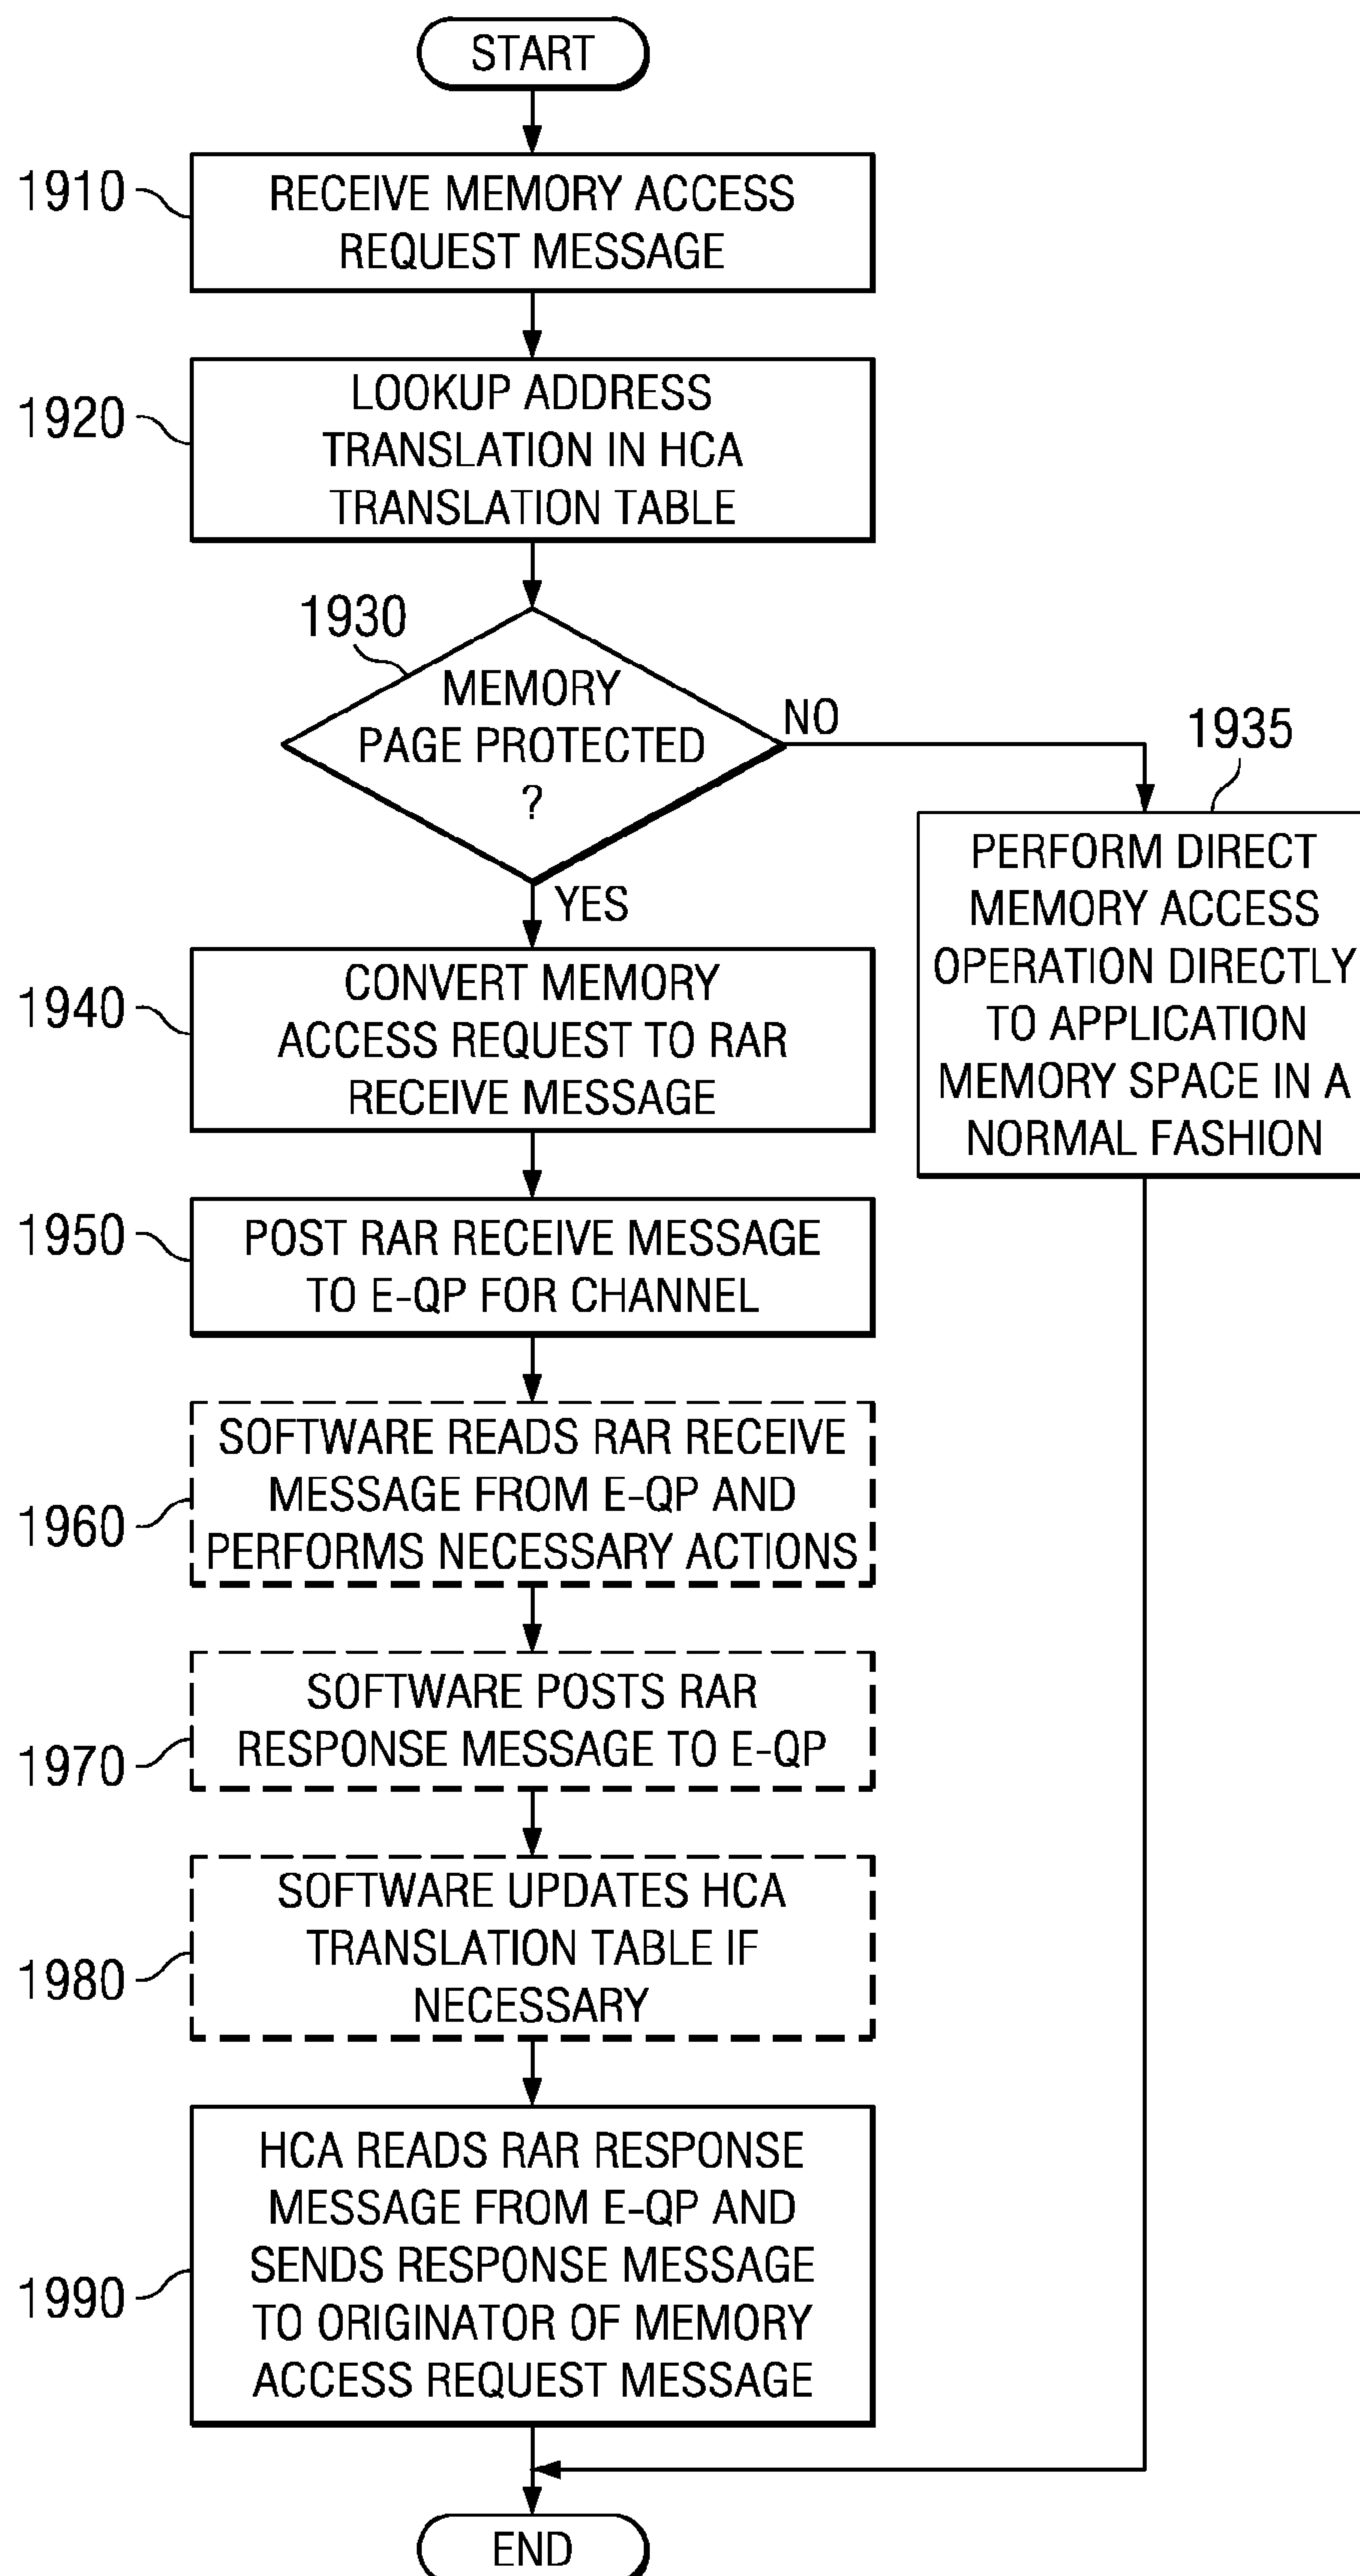 START
1910
RECEIVE MEMORY ACCESS
REQUEST MESSAGE
1920
LOOKUP ADDRESS
TRANSLATION IN HCA
TRANSLATION TABLE
1930
MEMORY
PAGE PROTECTED
?
NO
YES
1935
PERFORM DIRECT
MEMORY ACCESS
OPERATION DIRECTLY
TO APPLICATION
MEMORY SPACE IN A
NORMAL FASHION
1940
CONVERT MEMORY
ACCESS REQUEST TO RAR
RECEIVE MESSAGE
1950
POST RAR RECEIVE MESSAGE
TO E-QP FOR CHANNEL
1960
SOFTWARE READS RAR RECEIVE
MESSAGE FROM E-QP AND
PERFORMS NECESSARY ACTIONS
1970
SOFTWARE POSTS RAR
RESPONSE MESSAGE TO E-QP
1980
SOFTWARE UPDATES HCA
TRANSLATION TABLE IF
NECESSARY
1990
HCA READS RAR RESPONSE
MESSAGE FROM E-QP AND
SENDS RESPONSE MESSAGE
TO ORIGINATOR OF MEMORY
ACCESS REQUEST MESSAGE
END